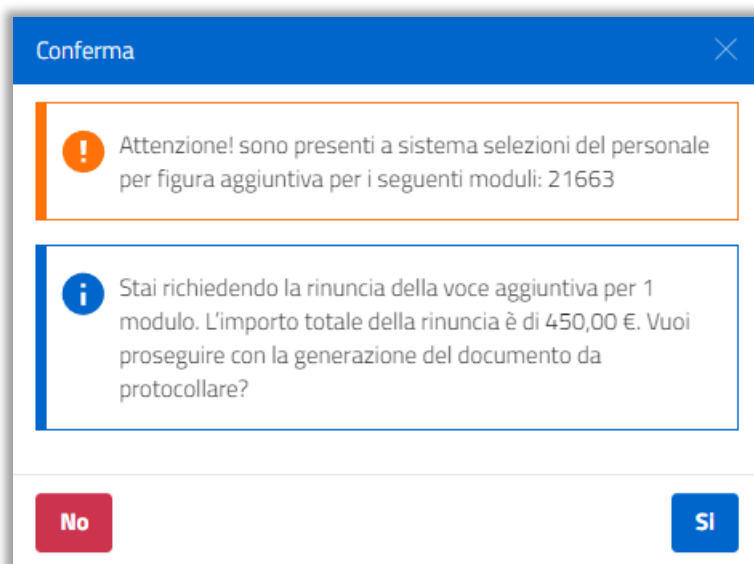 Conferma
Attenzione! sono presenti a sistema selezioni del personale
per figura aggiuntiva per i seguenti moduli: 21663
Stai richiedendo la rinuncia della voce aggiuntiva per 1
modulo. L'importo totale della rinuncia è di 450,00 €. Vuoi
proseguire con la generazione del documento da
protocollare?
No
SI